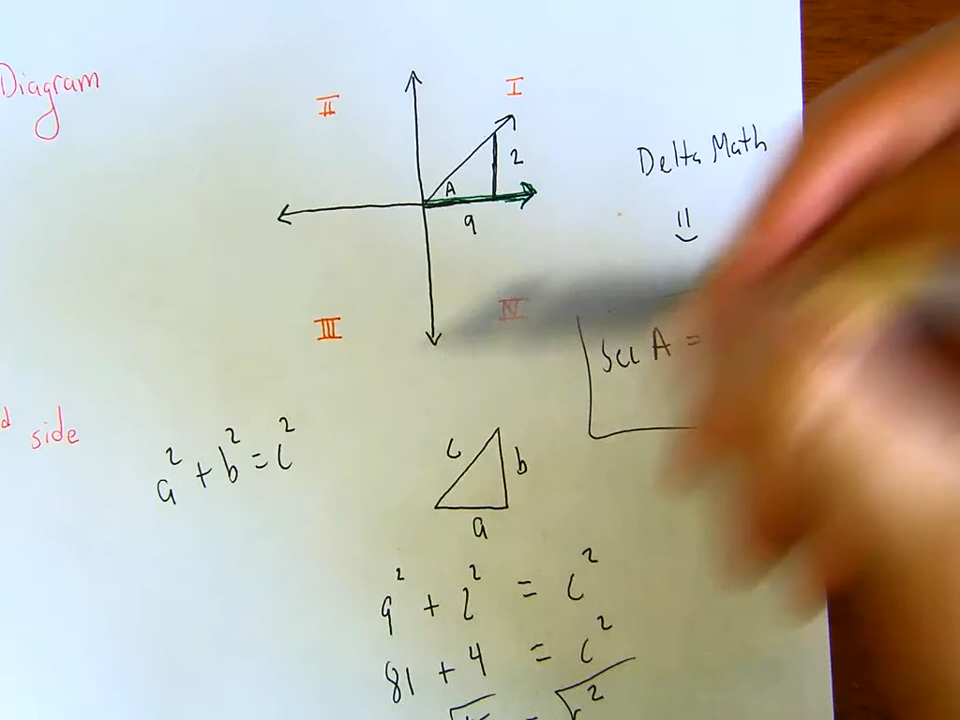 Diagram
II
I
2
A
9
Delta Math
III
IV
Sec A =
side
a² + b² = c²
c
b
a
9² + 2² = c²
81 + 4 = c²